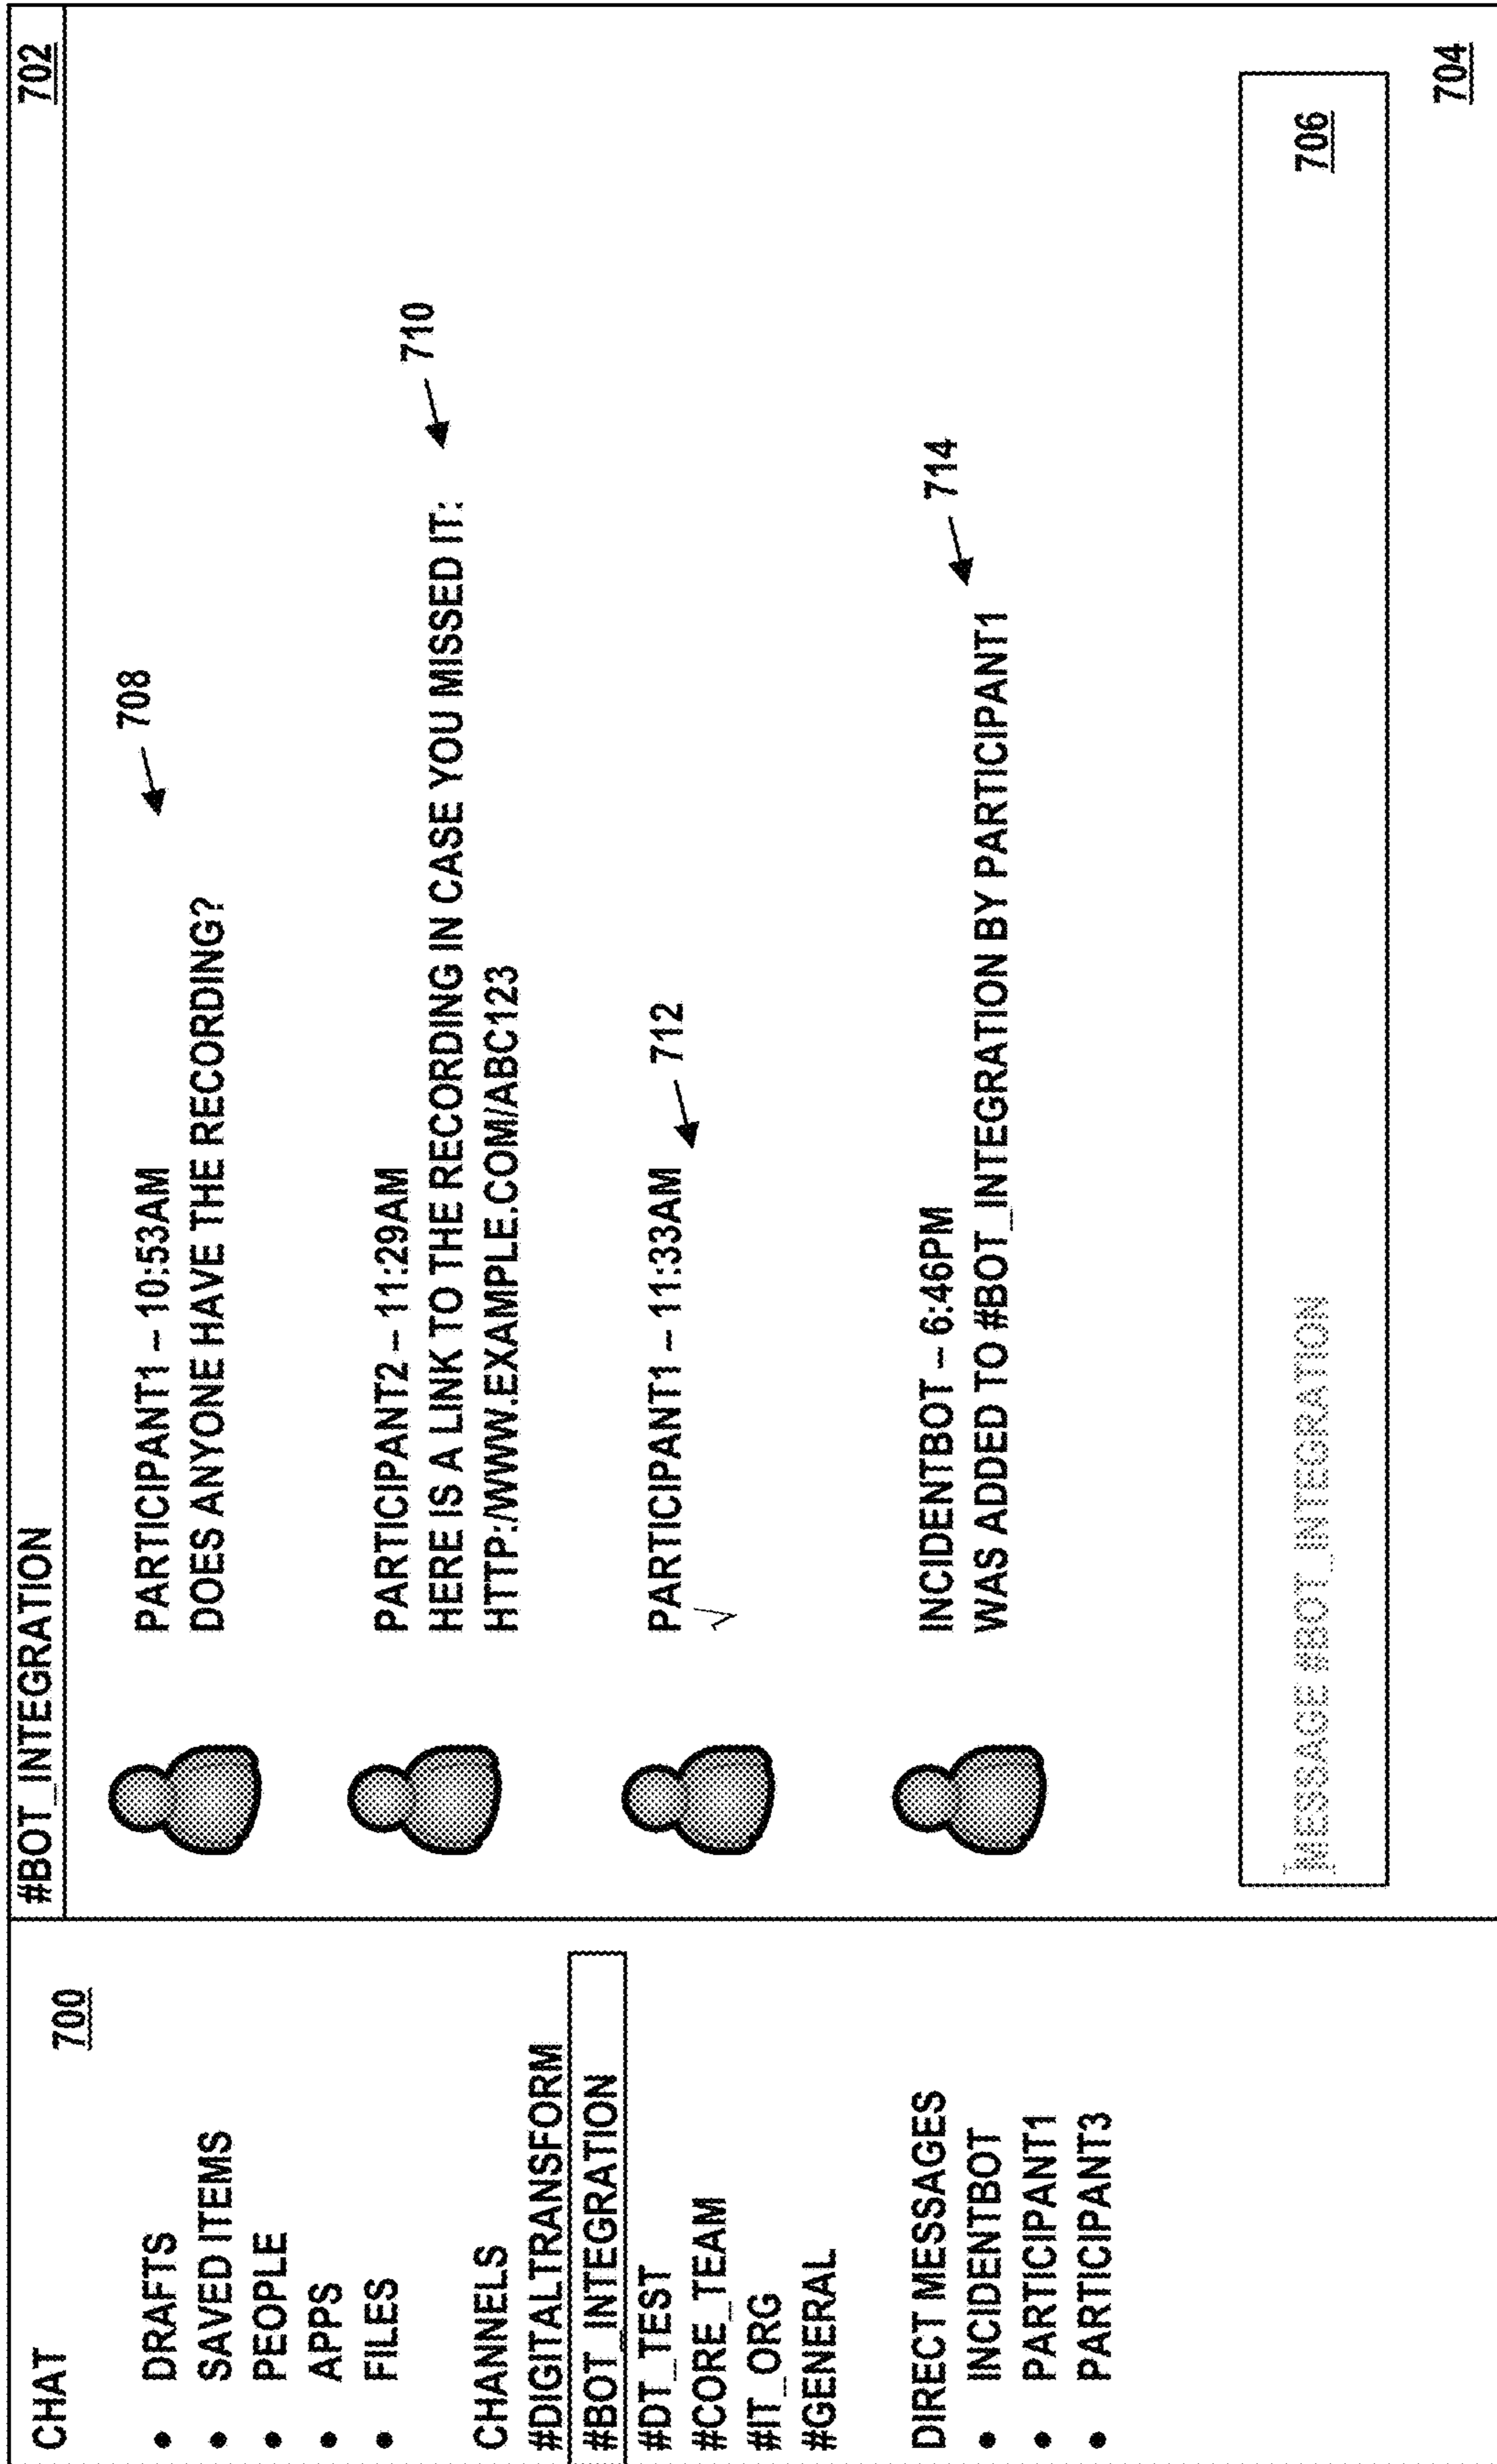 CHAT
700
• DRAFTS
• SAVED ITEMS
• PEOPLE
• APPS
• FILES
CHANNELS
#DIGITALTRANSFORM
#BOT_INTEGRATION
#DT_TEST
#CORE_TEAM
#IT_ORG
#GENERAL
DIRECT MESSAGES
• INCIDENTBOT
• PARTICIPANT1
• PARTICIPANT3
#BOT_INTEGRATION
702
708
PARTICIPANT1 – 10:53AM
DOES ANYONE HAVE THE RECORDING?
710
PARTICIPANT2 – 11:29AM
HERE IS A LINK TO THE RECORDING IN CASE YOU MISSED IT:
HTTP:/WWW.EXAMPLE.COM/ABC123
712
PARTICIPANT1 – 11:33AM
√
714
INCIDENTBOT – 6:46PM
WAS ADDED TO #BOT_INTEGRATION BY PARTICIPANT1
706
MESSAGE #BOT_INTEGRATION
704